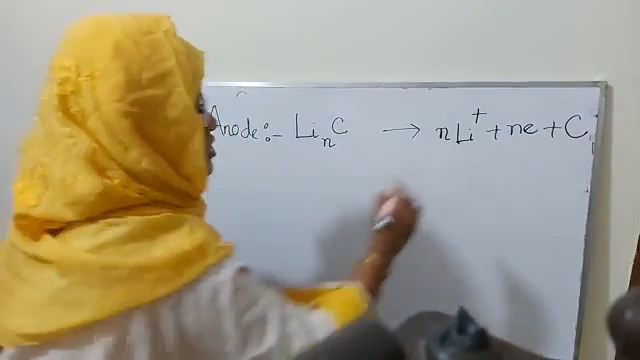 Anode :- LiₙC → nLi⁺ + ne + C